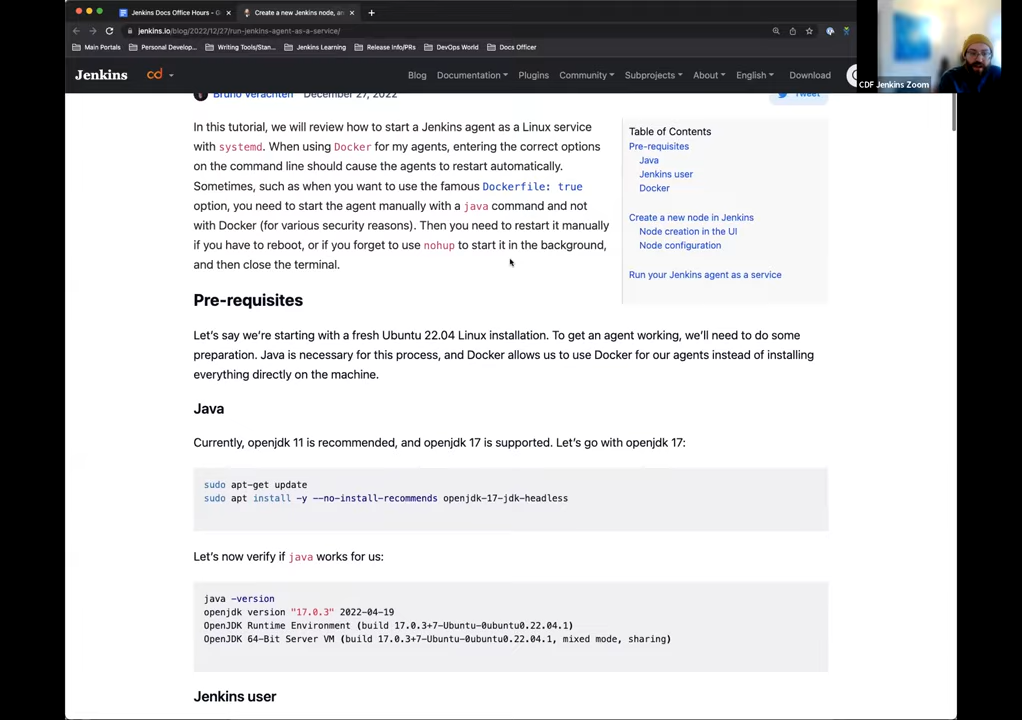 Jenkins Docs Office Hours - G
Create a new Jenkins node, an
jenkins.io/blog/2022/12/27/run-jenkins-agent-as-a-service/
Main Portals
Personal Develop...
Writing Tools/Stan...
Jenkins Learning
Release Info/PRs
DevOps World
Docs Officer
CDF Jenkins Zoom
Jenkins
cd
Blog
Documentation
Plugins
Community
Subprojects
About
English
Download
Bruno Verachten December 27, 2022
Tweet
In this tutorial, we will review how to start a Jenkins agent as a Linux service
with systemd. When using Docker for my agents, entering the correct options
on the command line should cause the agents to restart automatically.
Sometimes, such as when you want to use the famous Dockerfile: true
option, you need to start the agent manually with a java command and not
with Docker (for various security reasons). Then you need to restart it manually
if you have to reboot, or if you forget to use nohup to start it in the background,
and then close the terminal.
Table of Contents
Pre-requisites
Java
Jenkins user
Docker
Create a new node in Jenkins
Node creation in the UI
Node configuration
Run your Jenkins agent as a service
Pre-requisites
Let's say we're starting with a fresh Ubuntu 22.04 Linux installation. To get an agent working, we'll need to do some
preparation. Java is necessary for this process, and Docker allows us to use Docker for our agents instead of installing
everything directly on the machine.
Java
Currently, openjdk 11 is recommended, and openjdk 17 is supported. Let's go with openjdk 17:
sudo apt-get update
sudo apt install -y --no-install-recommends openjdk-17-jdk-headless
Let's now verify if java works for us:
java -version
openjdk version "17.0.3" 2022-04-19
OpenJDK Runtime Environment (build 17.0.3+7-Ubuntu-0ubuntu0.22.04.1)
OpenJDK 64-Bit Server VM (build 17.0.3+7-Ubuntu-0ubuntu0.22.04.1, mixed mode, sharing)
Jenkins user